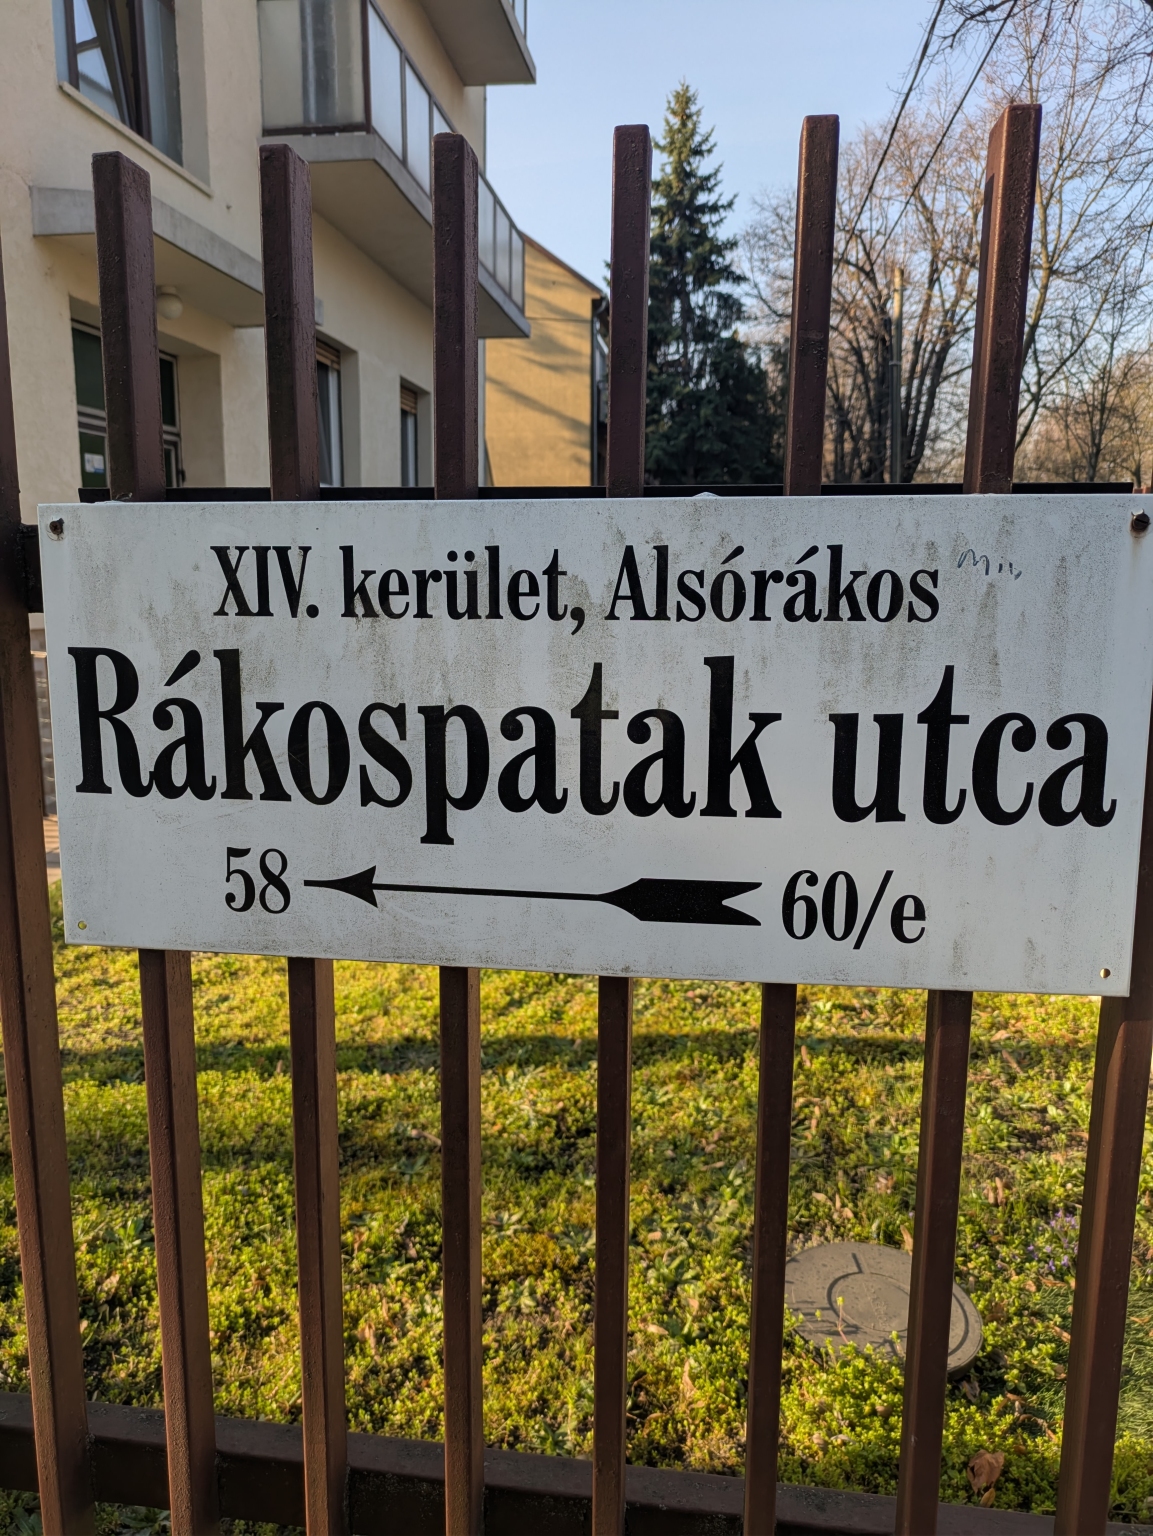 XIV. kerület, Alsórákos
Rákospatak utca
58 60/e